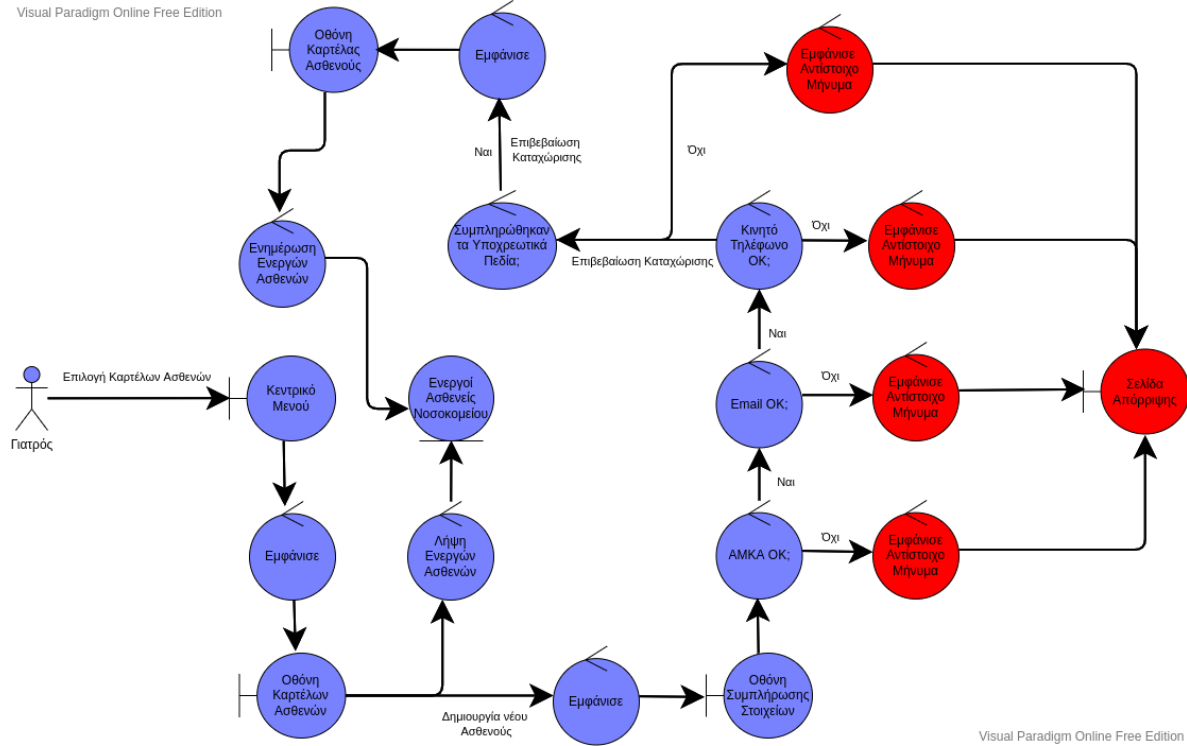 Visual Paradigm Online Free Edition
Οθόνη
Καρτέλας
Ασθενούς
Εμφάνισε
Εμφάνισε
Αντίστοιχο
Μήνυμα
Ναι
Επιβεβαίωση
Καταχώρισης
Όχι
Ενημέρωση
Ενεργών
Ασθενών
Συμπληρώθηκαν
τα Υποχρεωτικά
Πεδία;
Επιβεβαίωση Καταχώρισης
Κινητό
Τηλέφωνο
ΟΚ;
Όχι
Εμφάνισε
Αντίστοιχο
Μήνυμα
Ναι
Γιατρός
Επιλογή Καρτέλων Ασθενών
Κεντρικό
Μενού
Ενεργοί
Ασθενείς
Νοσοκομείου
Email OK;
Όχι
Εμφάνισε
Αντίστοιχο
Μήνυμα
Σελίδα
Απόρριψης
Ναι
Εμφάνισε
Λήψη
Ενεργών
Ασθενών
ΑΜΚΑ ΟΚ;
Όχι
Εμφάνισε
Αντίστοιχο
Μήνυμα
Οθόνη
Καρτέλων
Ασθενών
Δημιουργία νέου
Ασθενούς
Εμφάνισε
Οθόνη
Συμπλήρωσης
Στοιχείων
Visual Paradigm Online Free Edition